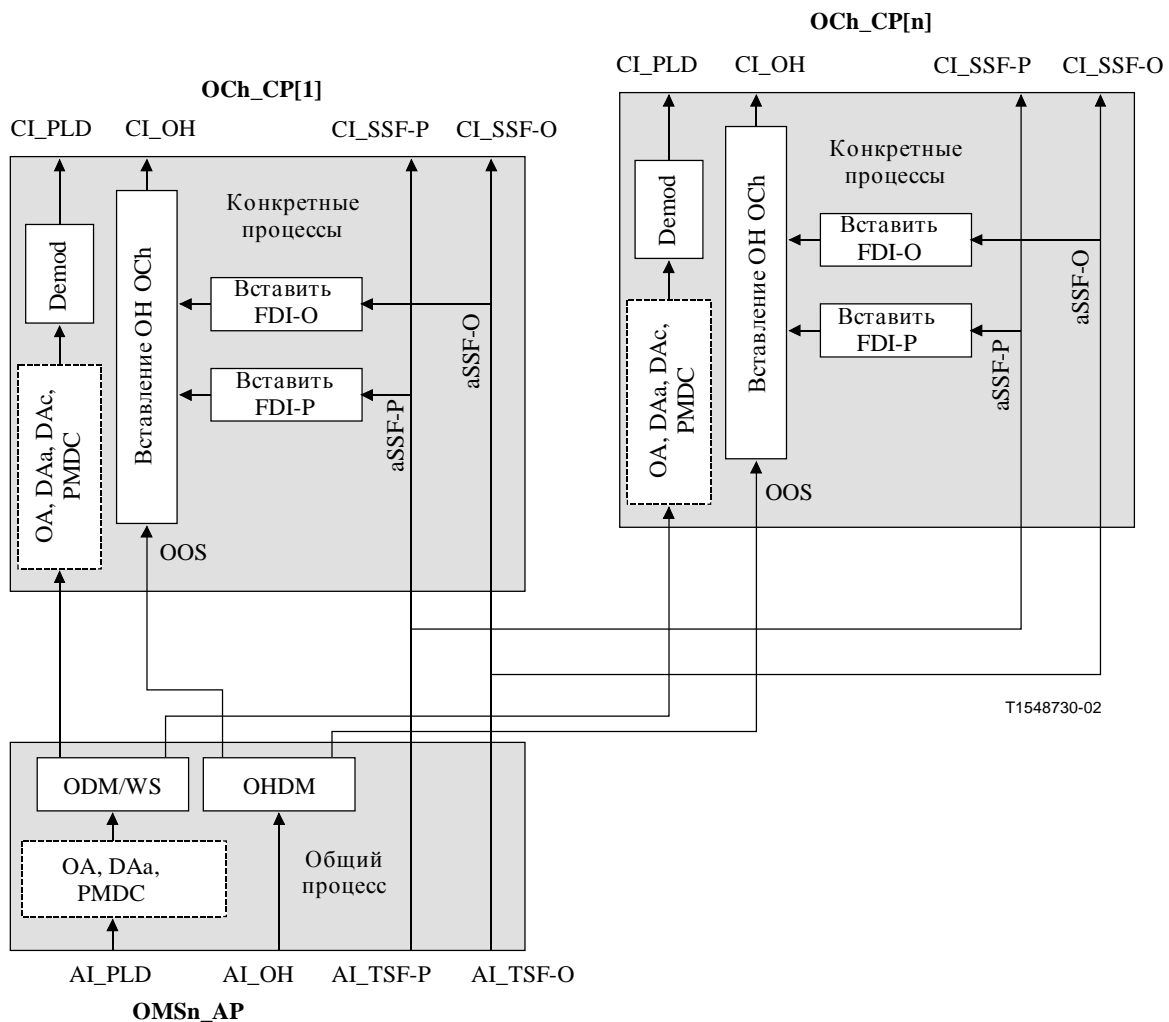 OCh_CP[n]
CI_PLD CI_OH CI_SSF-P CI_SSF-O
OCh_CP[1]
CI_PLD CI_OH CI_SSF-P CI_SSF-O
Конкретные
процессы
Demod
Вставление OH OCh
Вставить
FDI-O
Вставить
FDI-P
aSSF-O
aSSF-P
OA, DAa, DAc,
PMDC
OOS
Конкретные
процессы
Demod
Вставление OH OCh
Вставить
FDI-O
Вставить
FDI-P
aSSF-O
aSSF-P
OA, DAa, DAc,
PMDC
OOS
T1548730-02
ODM/WS
OHDM
OA, DAa,
PMDC
Общий
процесс
AI_PLD AI_OH AI_TSF-P AI_TSF-O
OMSn_AP